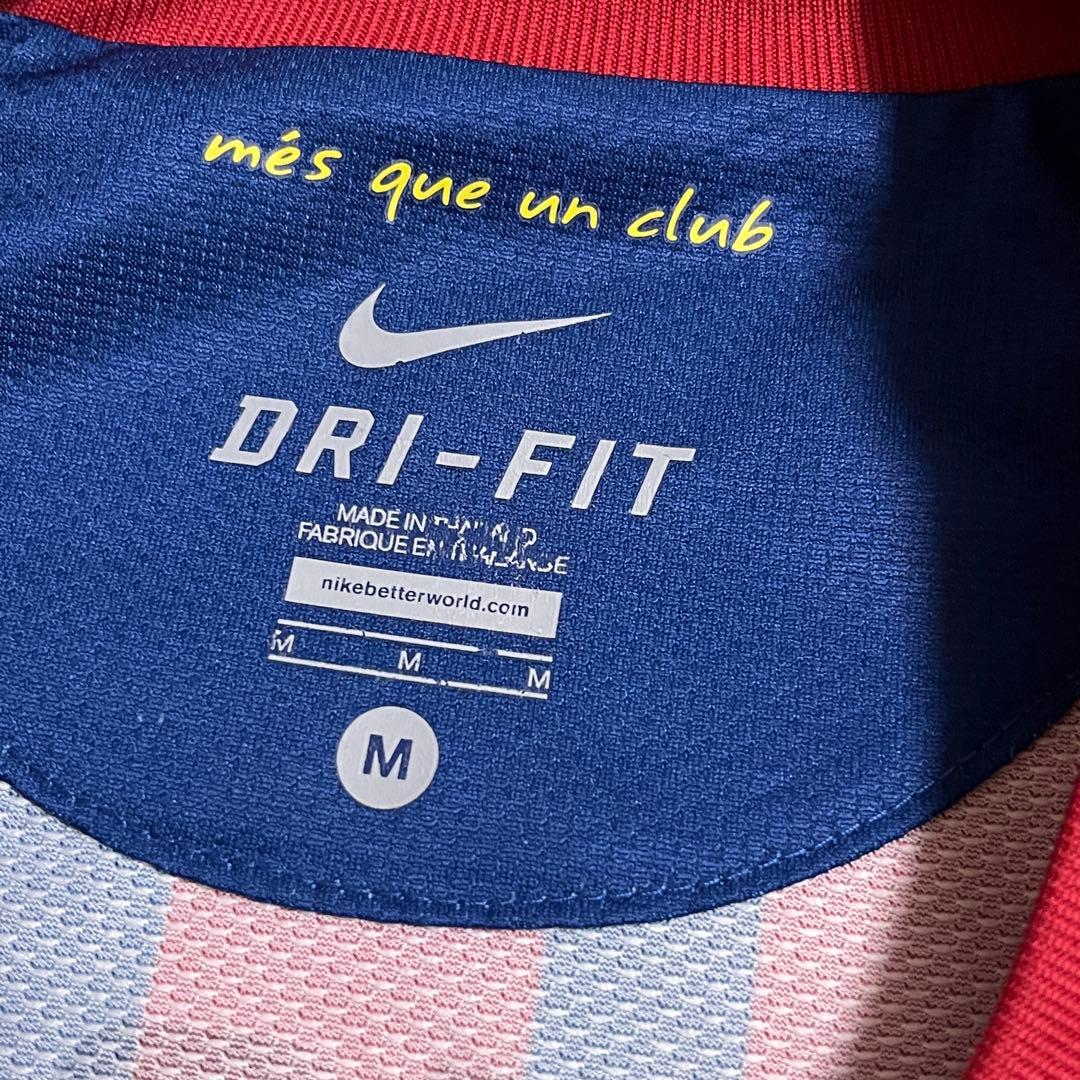 més que un club
DRI-FIT
MADE IN
FABRIQUE EN
nikebetterworld.com
M M M
M